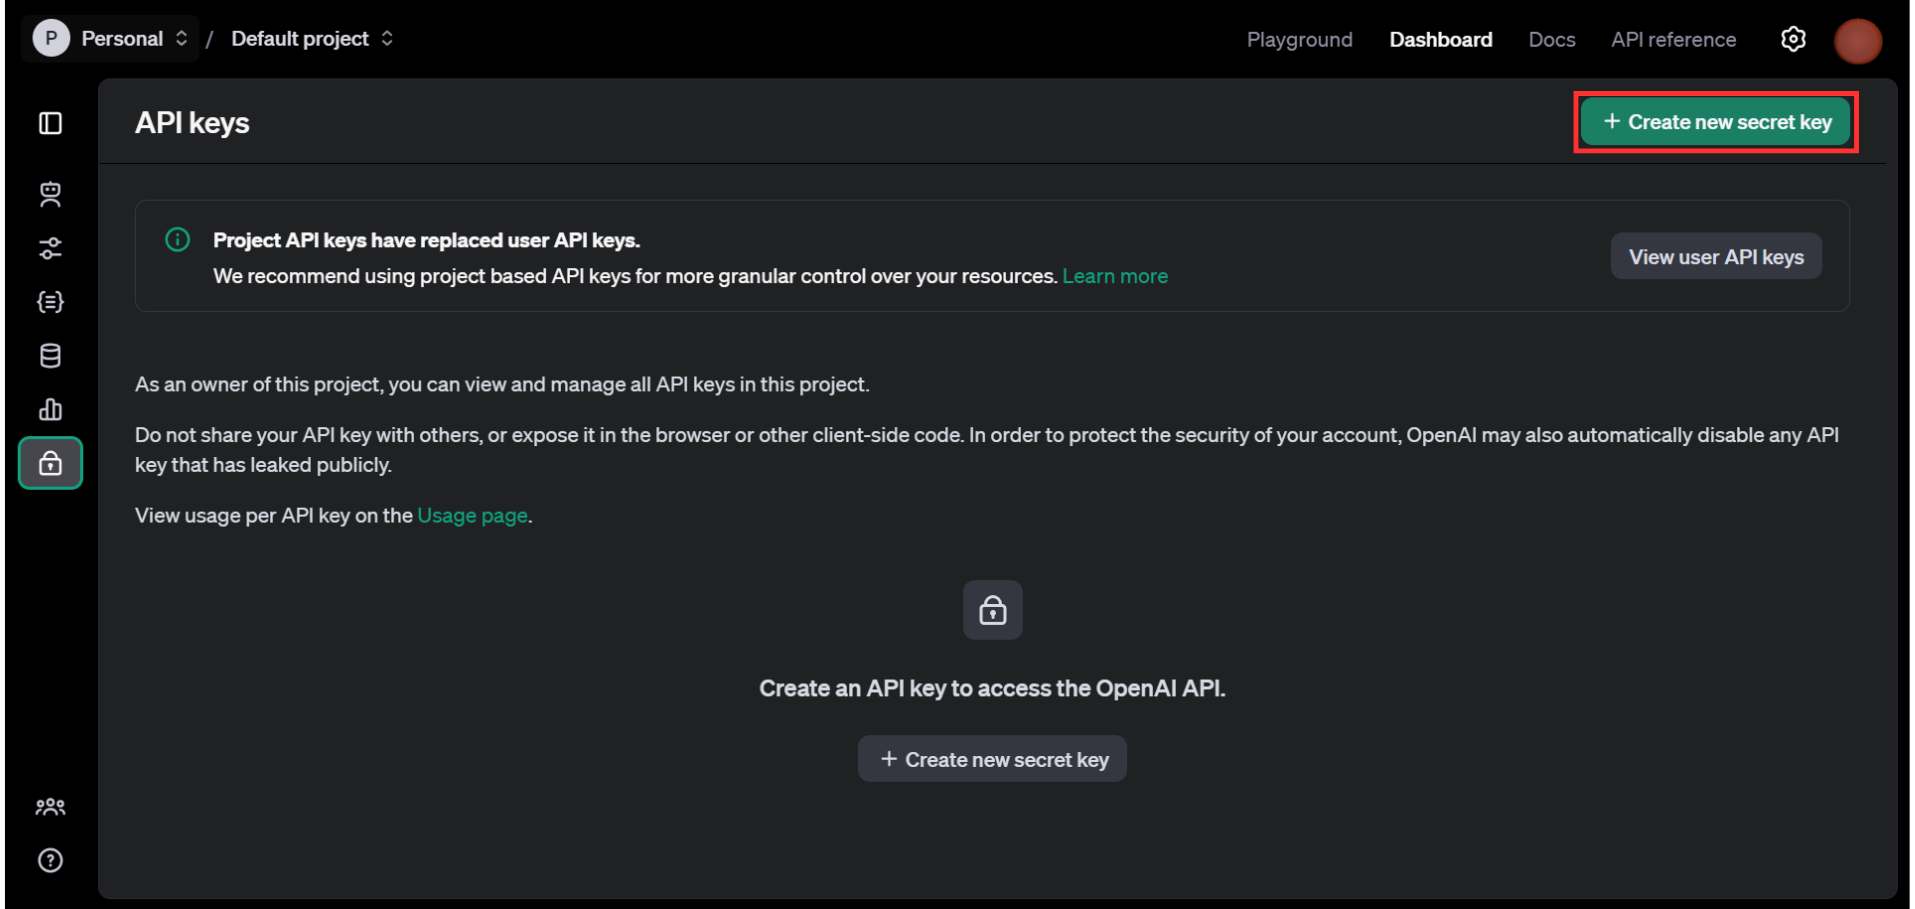 P Personal / Default project
Playground Dashboard Docs API reference
API keys
+ Create new secret key
Project API keys have replaced user API keys.
We recommend using project based API keys for more granular control over your resources. Learn more
View user API keys
As an owner of this project, you can view and manage all API keys in this project.
Do not share your API key with others, or expose it in the browser or other client-side code. In order to protect the security of your account, OpenAI may also automatically disable any API
key that has leaked publicly.
View usage per API key on the Usage page.
Create an API key to access the OpenAI API.
+ Create new secret key